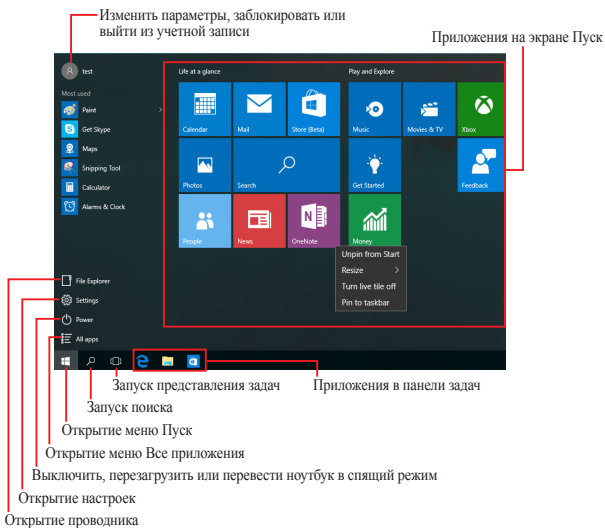 Изменить параметры, заблокировать или
выйти из учетной записи
Приложения на экране Пуск
test
Life at a glance
Play and Explore
Most used
Paint
Get Skype
Maps
Snipping Tool
Calculator
Alarms & Clock
Calendar
Mail
Store (Beta)
Music
Movies & TV
Xbox
Photos
Search
Get Started
Feedback
People
News
OneNote
Money
Unpin from Start
Resize
Turn live tile off
Pin to taskbar
File Explorer
Settings
Power
All apps
Запуск представления задач
Приложения в панели задач
Запуск поиска
Открытие меню Пуск
Открытие меню Все приложения
Выключить, перезагрузить или перевести ноутбук в спящий режим
Открытие настроек
Открытие проводника